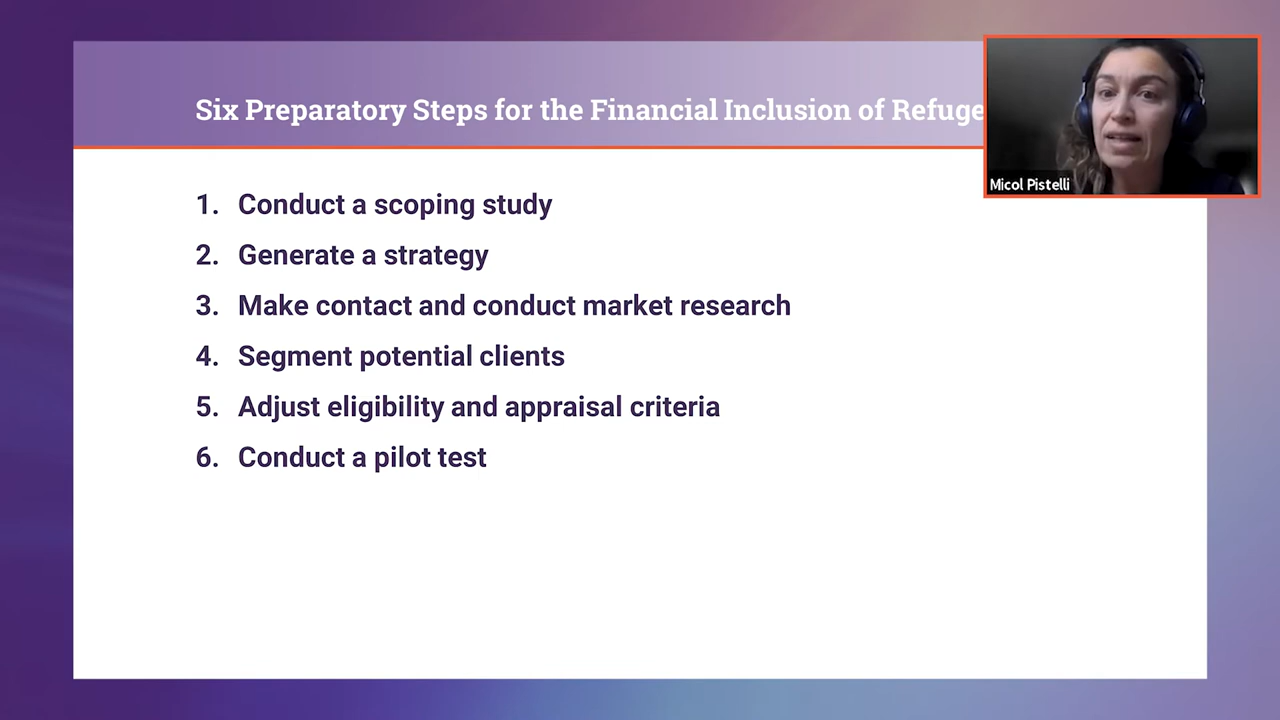 Six Preparatory Steps for the Financial Inclusion of Refuge
Micol Pistelli
1. Conduct a scoping study
2. Generate a strategy
3. Make contact and conduct market research
4. Segment potential clients
5. Adjust eligibility and appraisal criteria
6. Conduct a pilot test